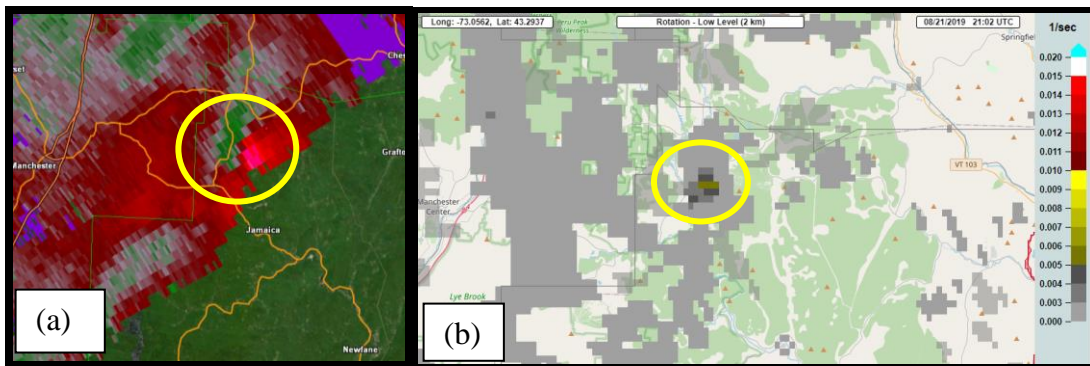 set
Che
Manchester
Grafto
Jamaica
Newfane
(a)
Long: -73.0562, Lat: 43.2937
Peru Peak
Wilderness
Rotation - Low Level (2 km)
08/21/2019 21:02 UTC
Springfiel
VT 103
Manchester
Center
Lye Brook
(b)
1/sec
0.020
0.015
0.014
0.013
0.012
0.011
0.010
0.009
0.008
0.007
0.006
0.005
0.004
0.003
0.000